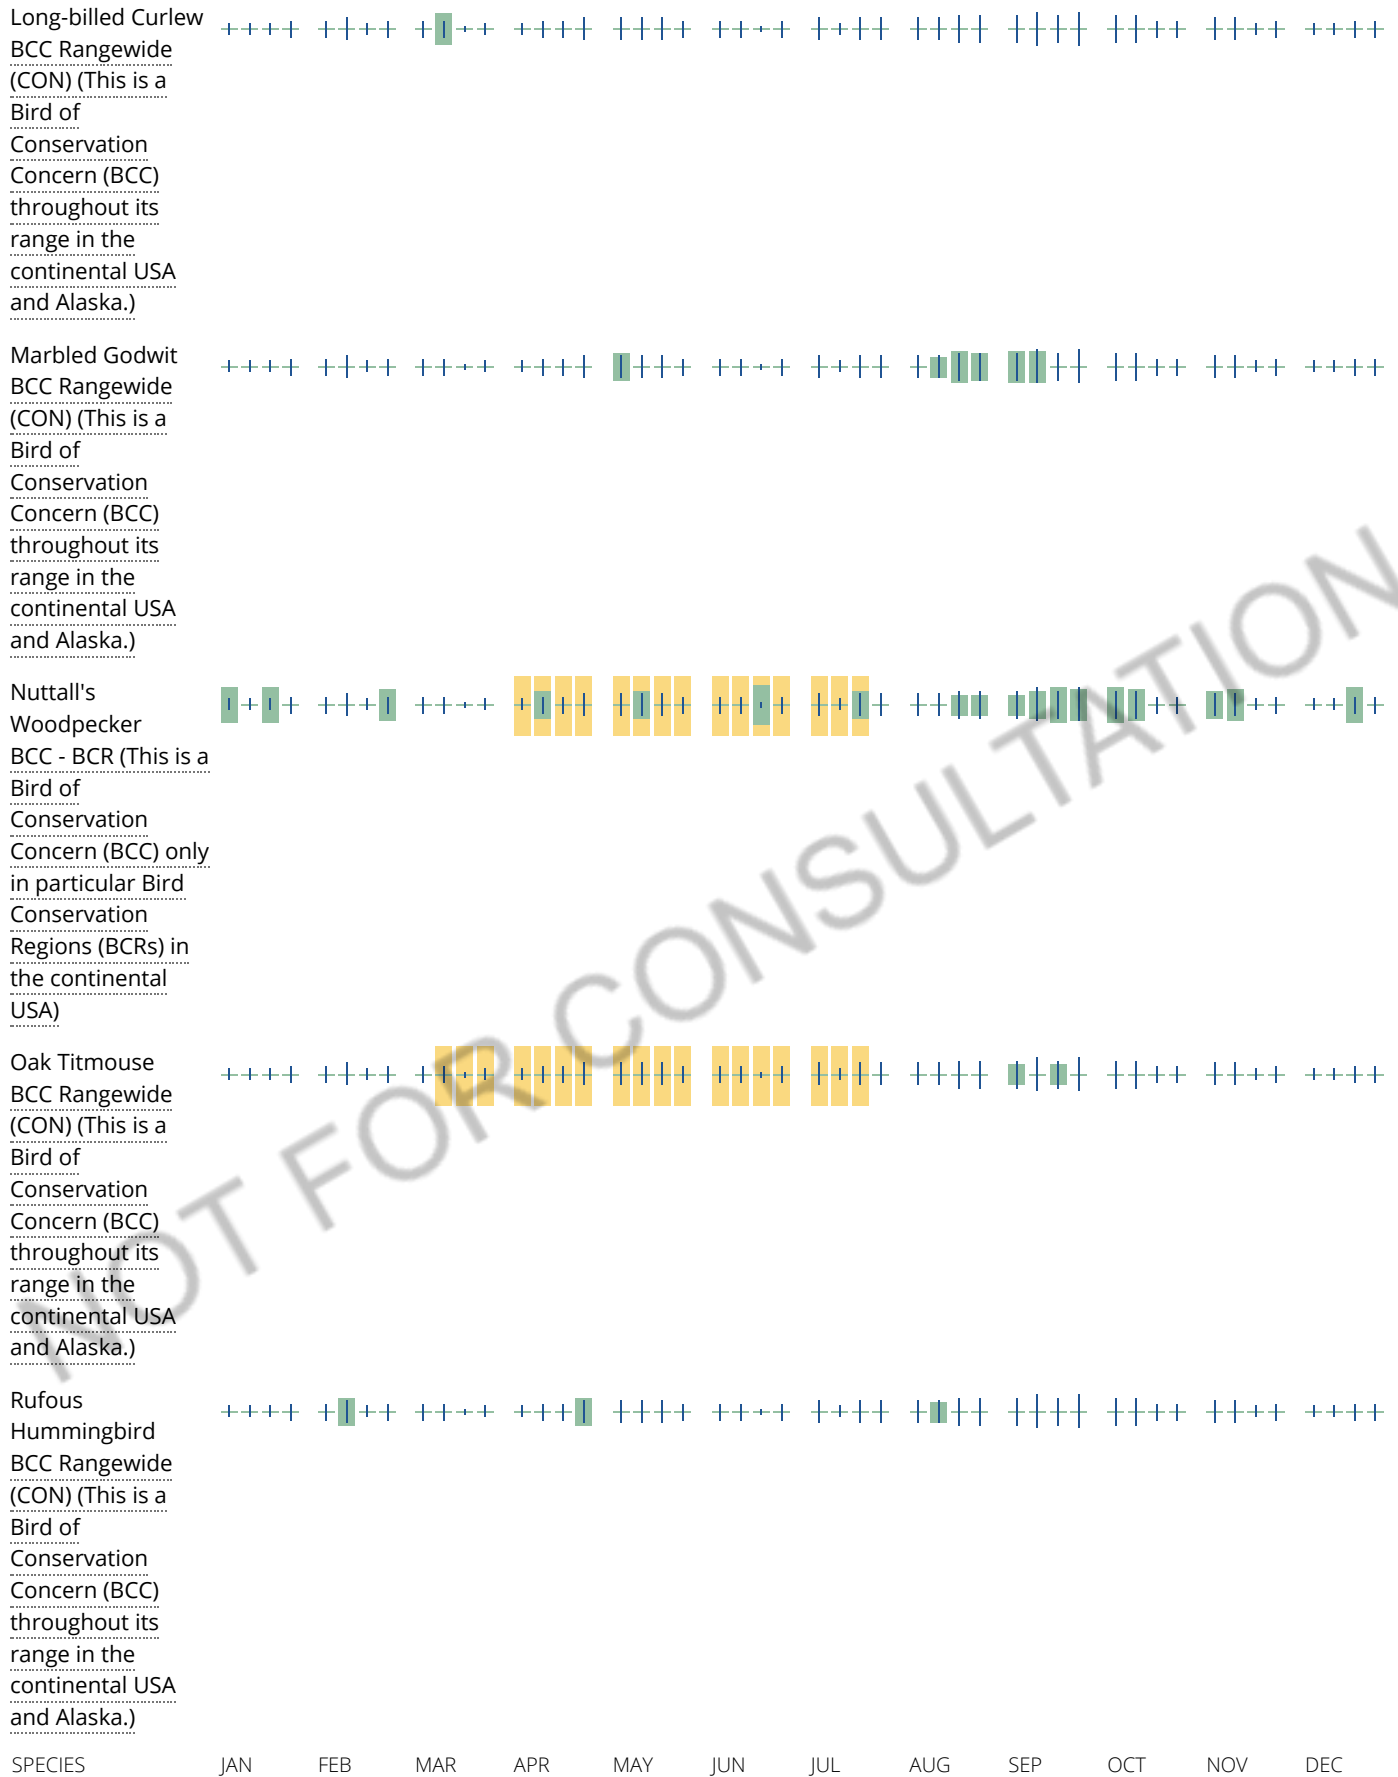 Long-billed Curlew
BCC Rangewide
(CON) (This is a
Bird of
Conservation
Concern (BCC)
throughout its
range in the
continental USA
and Alaska.)
Marbled Godwit
BCC Rangewide
(CON) (This is a
Bird of
Conservation
Concern (BCC)
throughout its
range in the
continental USA
and Alaska.)
Nuttall's
Woodpecker
BCC - BCR (This is a
Bird of
Conservation
Concern (BCC) only
in particular Bird
Conservation
Regions (BCRs) in
the continental
USA)
Oak Titmouse
BCC Rangewide
(CON) (This is a
Bird of
Conservation
Concern (BCC)
throughout its
range in the
continental USA
and Alaska.)
Rufous
Hummingbird
BCC Rangewide
(CON) (This is a
Bird of
Conservation
Concern (BCC)
throughout its
range in the
continental USA
and Alaska.)
SPECIES JAN FEB MAR APR MAY JUN JUL AUG SEP OCT NOV DEC
NOT FOR CONSULTATION